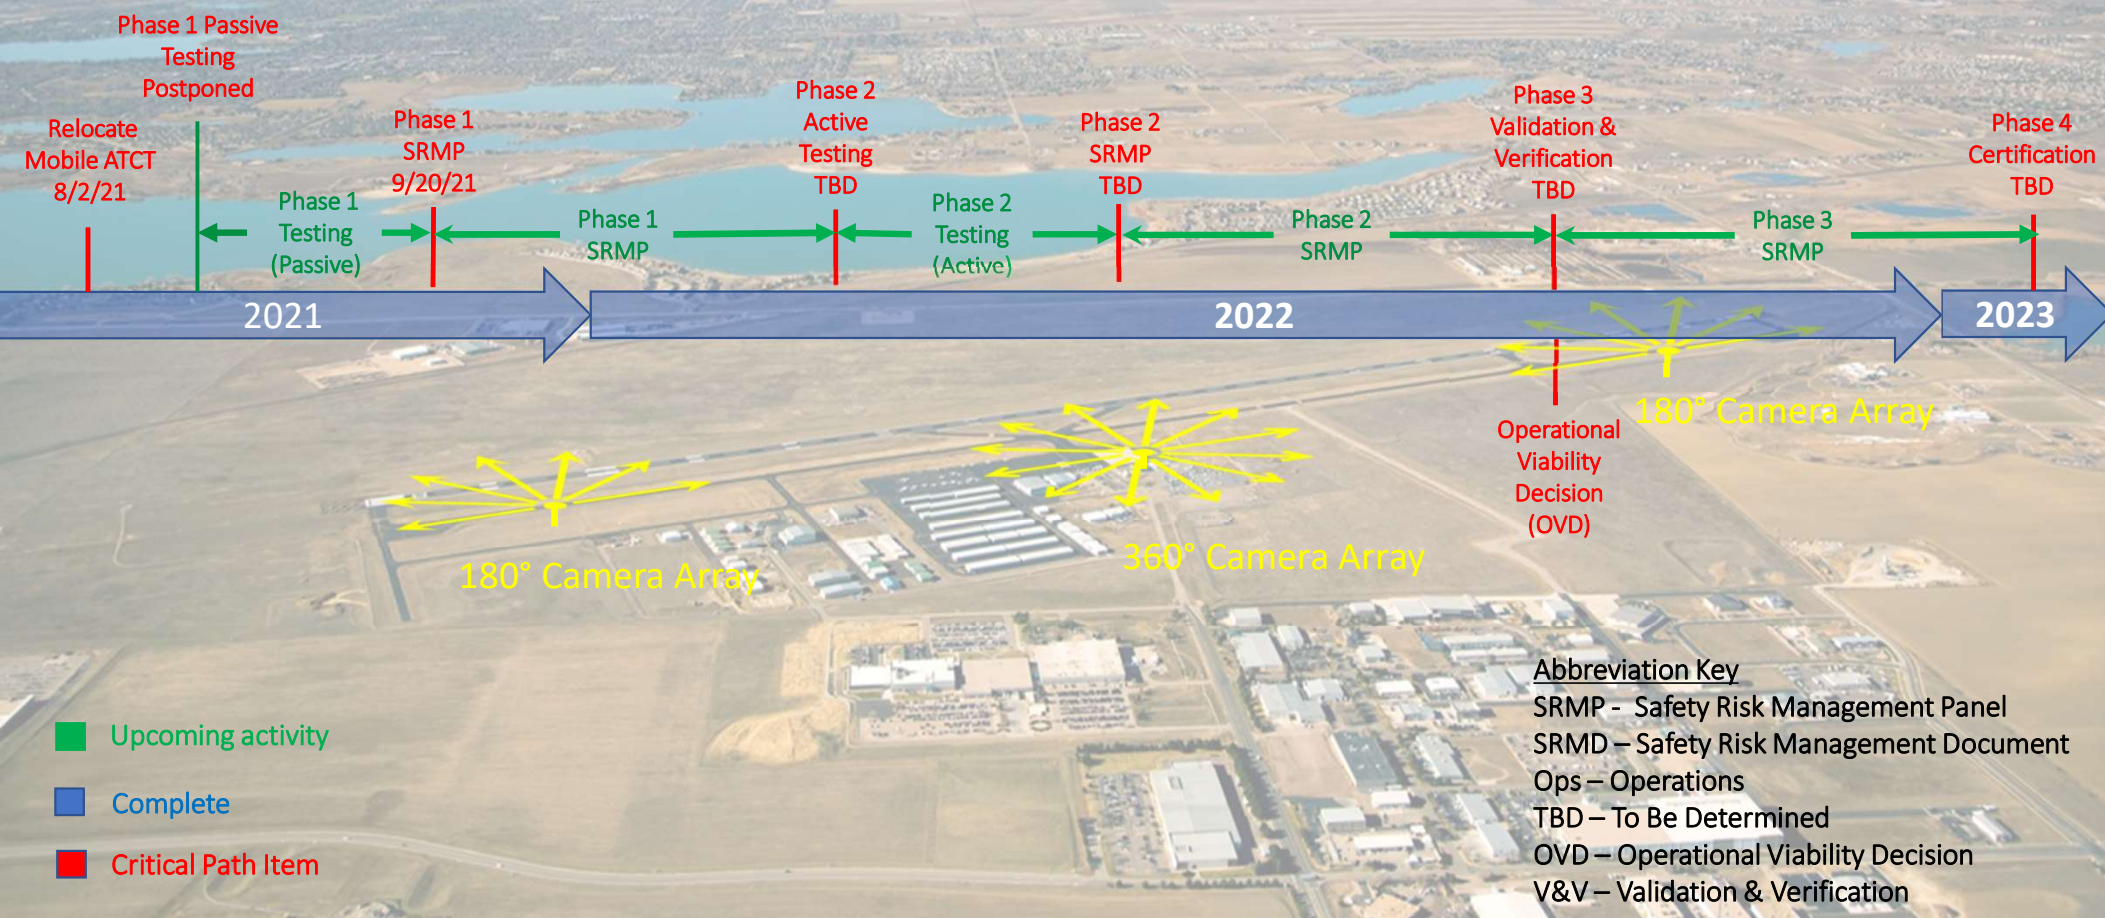 Phase 1 Passive
Testing
Postponed
Relocate
Mobile ATCT
8/2/21
Phase 1
Testing
(Passive)
Phase 1
SRMP
9/20/21
Phase 1
SRMP
Phase 2
Active
Testing
TBD
Phase 2
Testing
(Active)
Phase 2
SRMP
TBD
Phase 2
SRMP
Phase 3
Validation &
Verification
TBD
Phase 3
SRMP
Phase 4
Certification
TBD
2021
2022
2023
180° Camera Array
360° Camera Array
180° Camera Array
Operational
Viability
Decision
(OVD)
Upcoming activity
Complete
Critical Path Item
Abbreviation Key
SRMP - Safety Risk Management Panel
SRMD – Safety Risk Management Document
Ops – Operations
TBD – To Be Determined
OVD – Operational Viability Decision
V&V – Validation & Verification